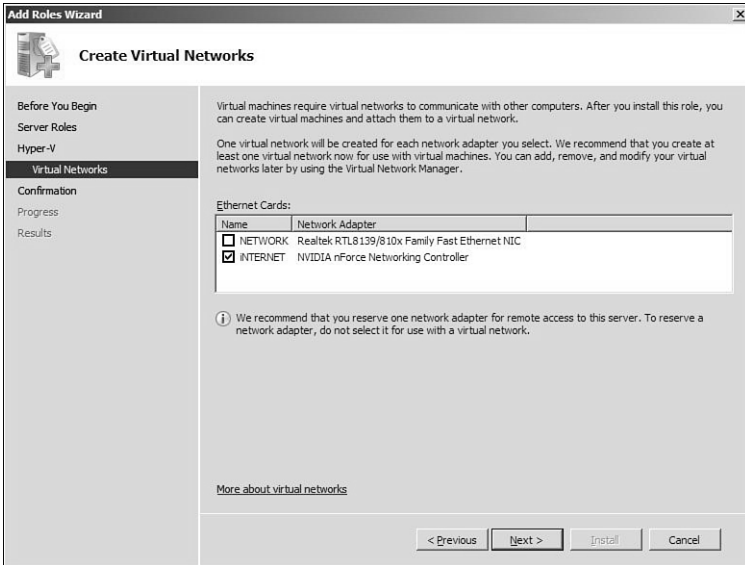 Add Roles Wizard
Create Virtual Networks
Before You Begin
Server Roles
Hyper-V
Virtual Networks
Confirmation
Progress
Results
Virtual machines require virtual networks to communicate with other computers. After you install this role, you
can create virtual machines and attach them to a virtual network.
One virtual network will be created for each network adapter you select. We recommend that you create at
least one virtual network now for use with virtual machines. You can add, remove, and modify your virtual
networks later by using the Virtual Network Manager.
Ethernet Cards:
Name Network Adapter
NETWORK Realtek RTL8139/810x Family Fast Ethernet NIC
iNTERNET NVIDIA nForce Networking Controller
We recommend that you reserve one network adapter for remote access to this server. To reserve a
network adapter, do not select it for use with a virtual network.
More about virtual networks
< Previous Next > Install Cancel